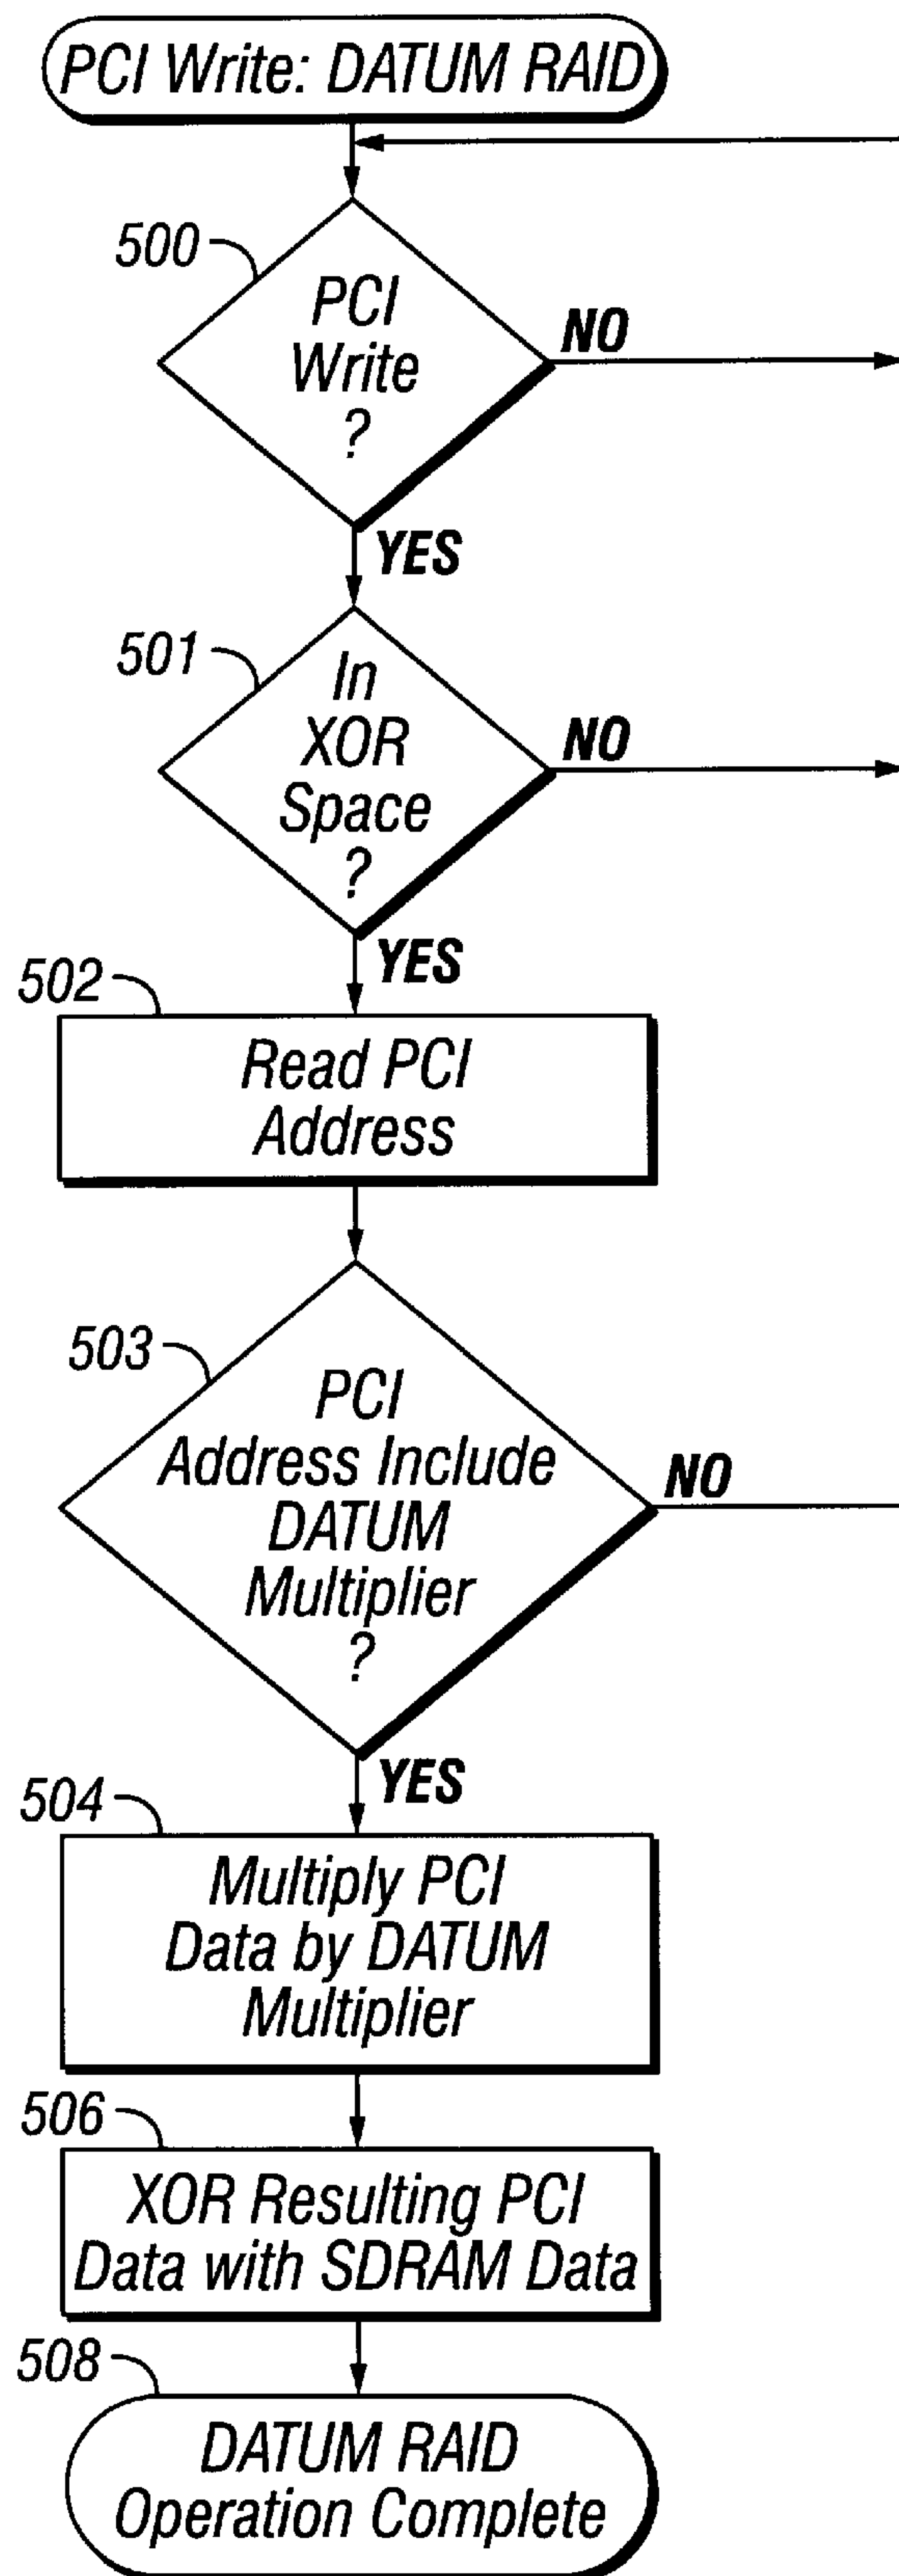 PCI Write: DATUM RAID
500
PCI
Write
?
NO
YES
501
In
XOR
Space
?
NO
YES
502
Read PCI
Address
503
PCI
Address Include
DATUM
Multiplier
?
NO
YES
504
Multiply PCI
Data by DATUM
Multiplier
506
XOR Resulting PCI
Data with SDRAM Data
508
DATUM RAID
Operation Complete